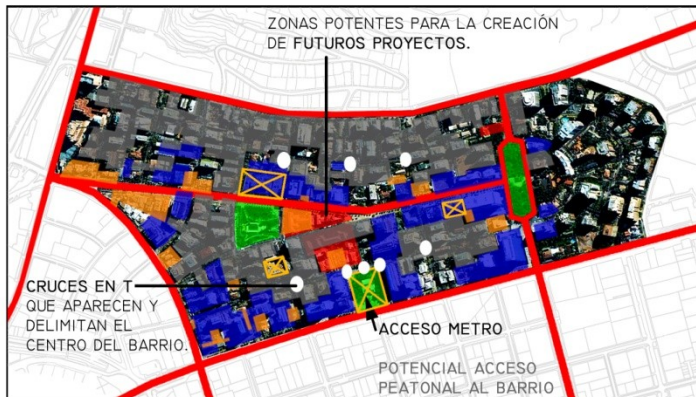 ZONAS POTENTES PARA LA CREACIÓN
DE FUTUROS PROYECTOS.
CRUCES EN T
QUE APARECEN Y
DELIMITAN EL
CENTRO DEL BARRIO.
ACCESO METRO
POTENCIAL ACCESO
PEATONAL AL BARRIO